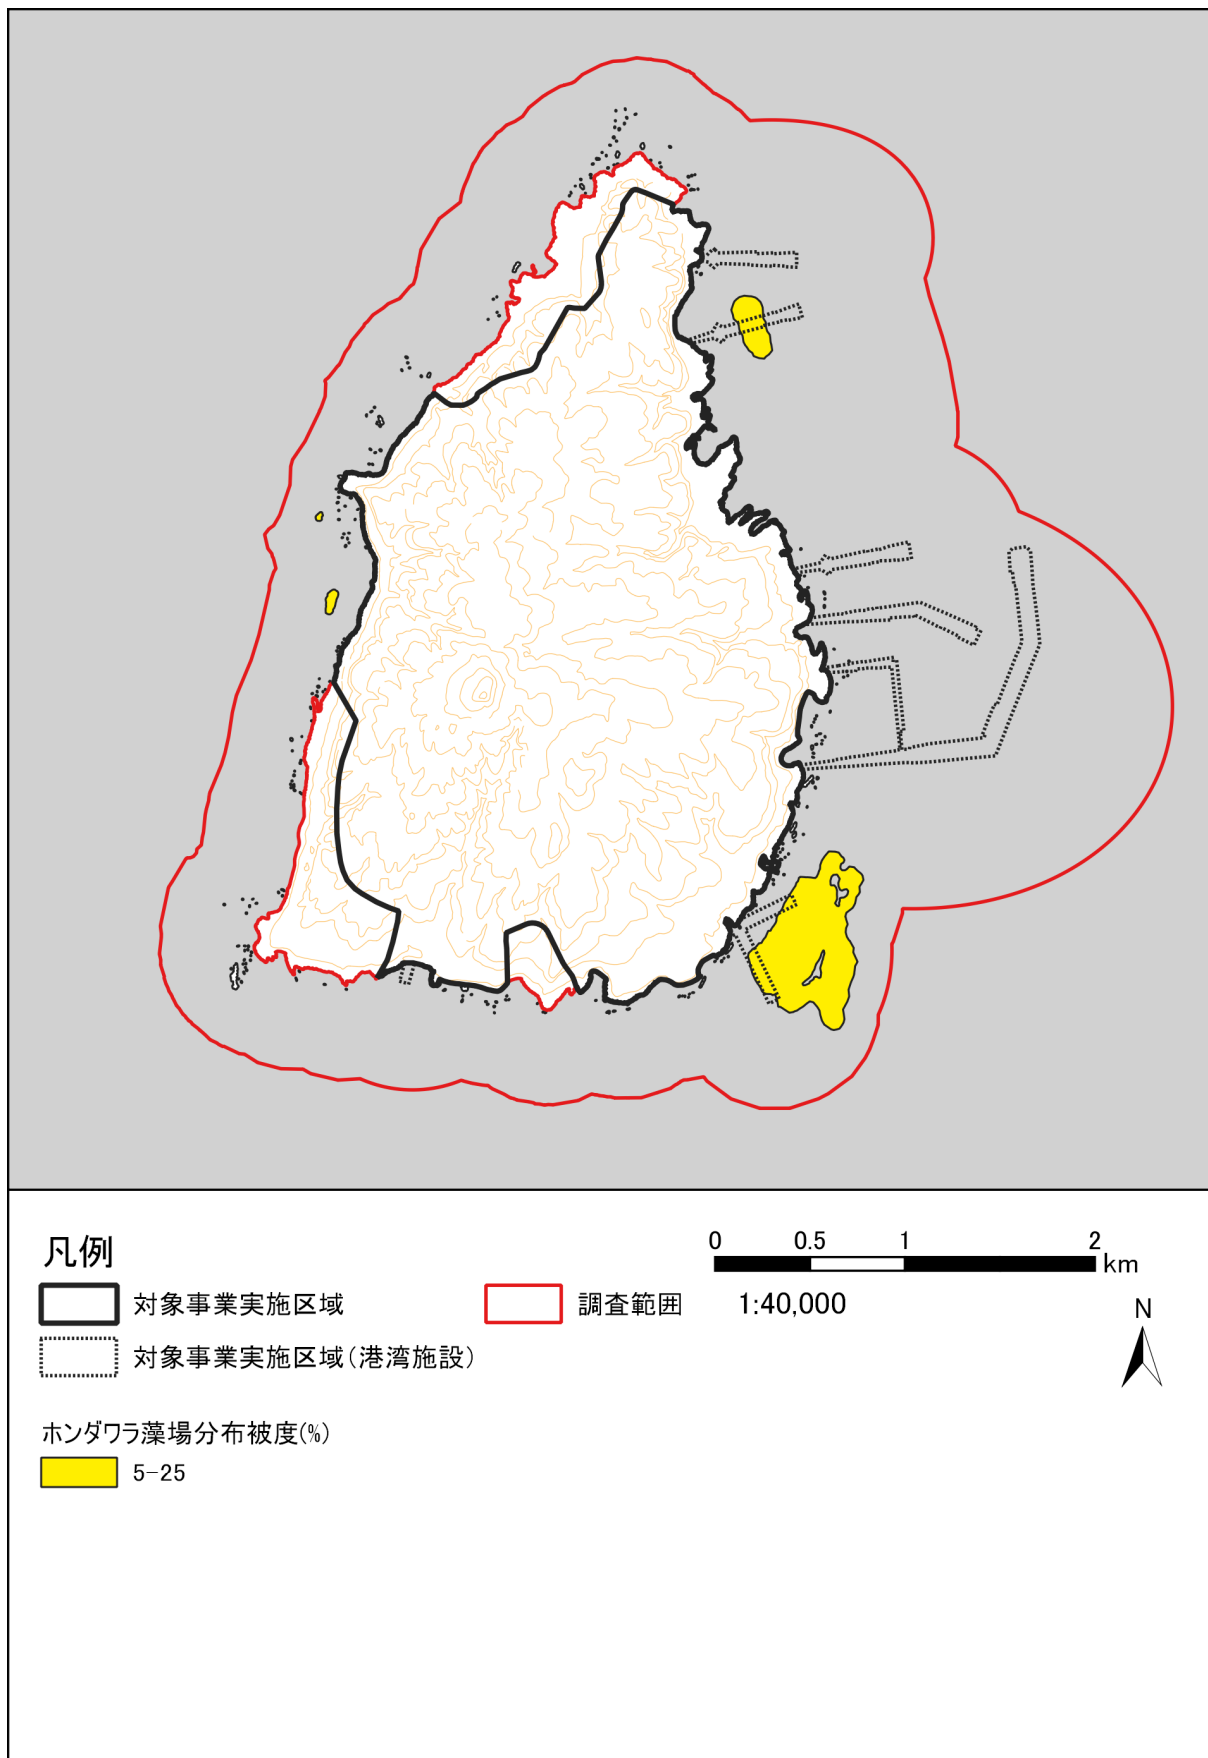 凡例
対象事業実施区域
対象事業実施区域(港湾施設)
調査範囲
0 0.5 1 2
km
1:40,000
N
ホンダワラ藻場分布被度(%)
5-25